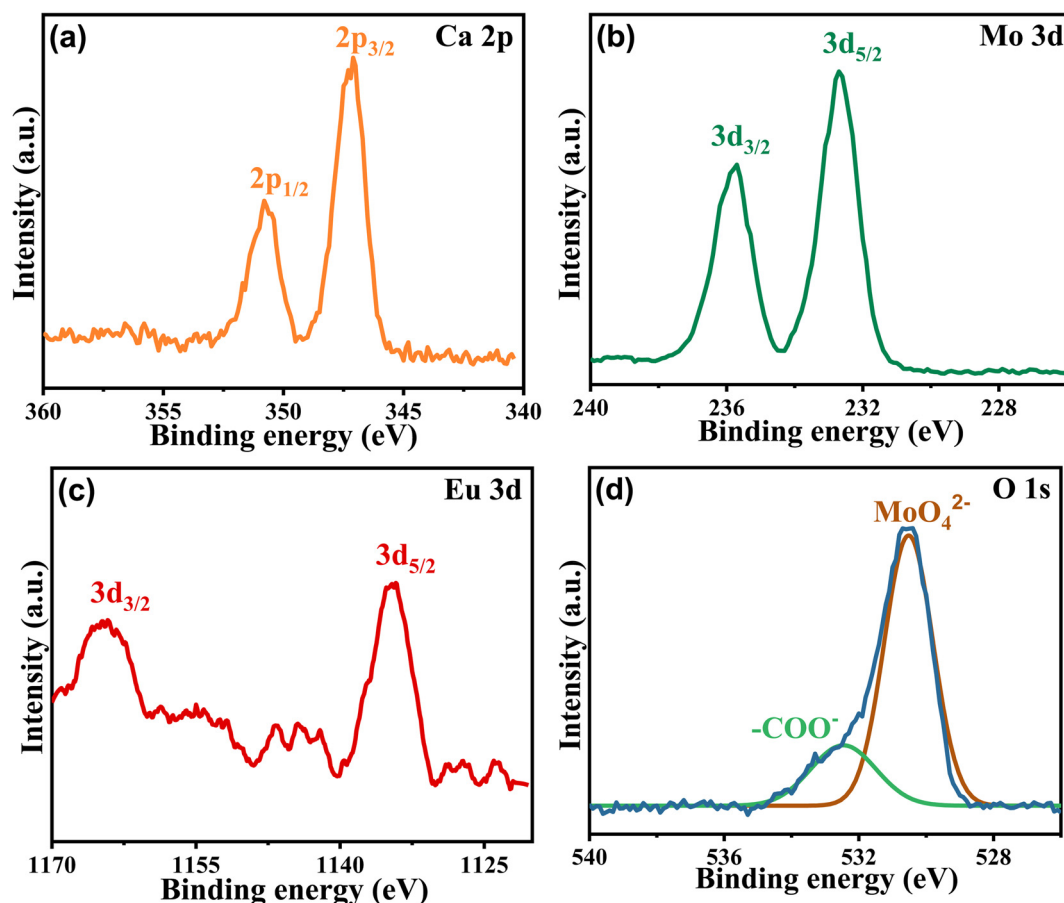 (a)
Ca 2p
2p3/2
2p1/2
Intensity (a.u.)
360 355 350 345 340
Binding energy (eV)
(b)
Mo 3d
3d5/2
3d3/2
Intensity (a.u.)
240 236 232 228
Binding energy (eV)
(c)
Eu 3d
3d5/2
3d3/2
Intensity (a.u.)
1170 1155 1140 1125
Binding energy (eV)
(d)
O 1s
MoO4 2-
-COO-
Intensity (a.u.)
540 536 532 528
Binding energy (eV)